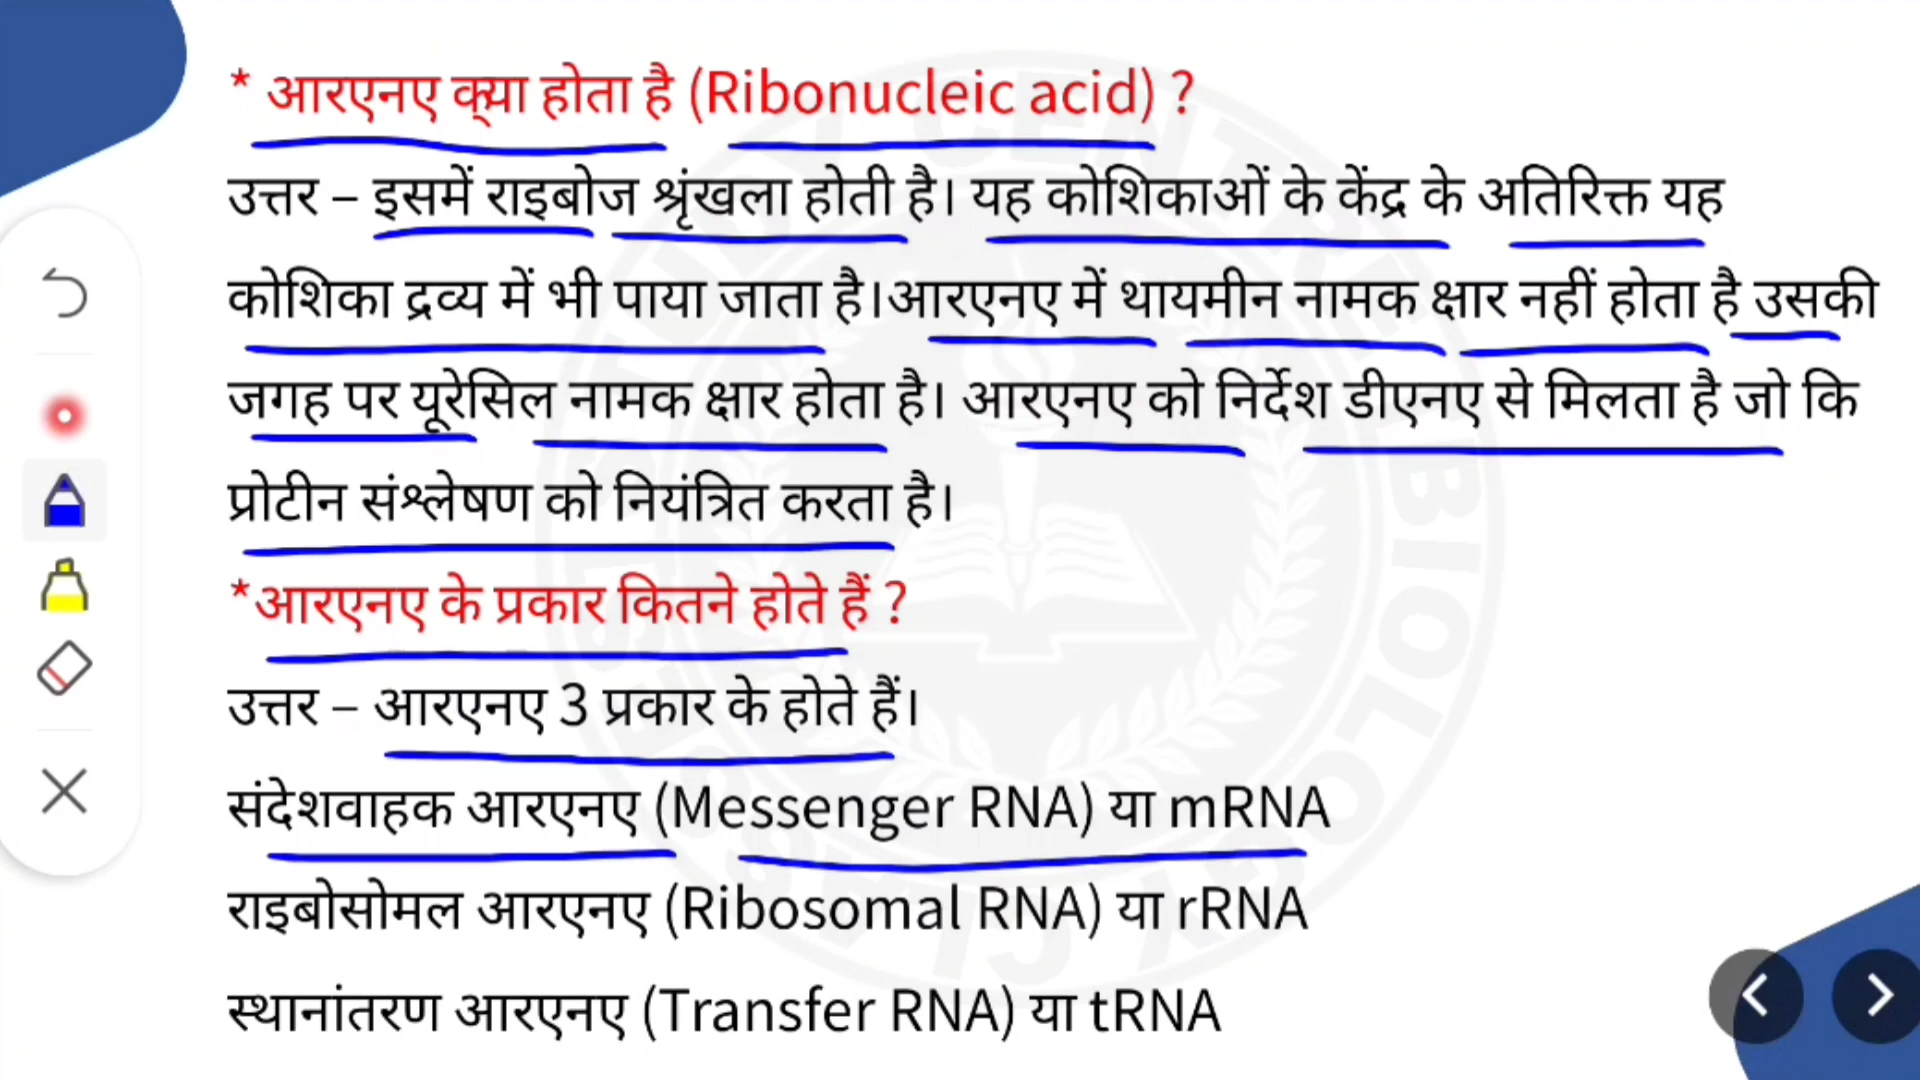 * आरएनए क्या होता है (Ribonucleic acid) ?
उत्तर – इसमें राइबोज श्रृंखला होती है। यह कोशिकाओं के केंद्र के अतिरिक्त यह
कोशिका द्रव्य में भी पाया जाता है।आरएनए में थायमीन नामक क्षार नहीं होता है उसकी
जगह पर यूरेसिल नामक क्षार होता है। आरएनए को निर्देश डीएनए से मिलता है जो कि
प्रोटीन संश्लेषण को नियंत्रित करता है।
*आरएनए के प्रकार कितने होते हैं ?
उत्तर – आरएनए 3 प्रकार के होते हैं।
संदेशवाहक आरएनए (Messenger RNA) या mRNA
राइबोसोमल आरएनए (Ribosomal RNA) या rRNA
स्थानांतरण आरएनए (Transfer RNA) या tRNA